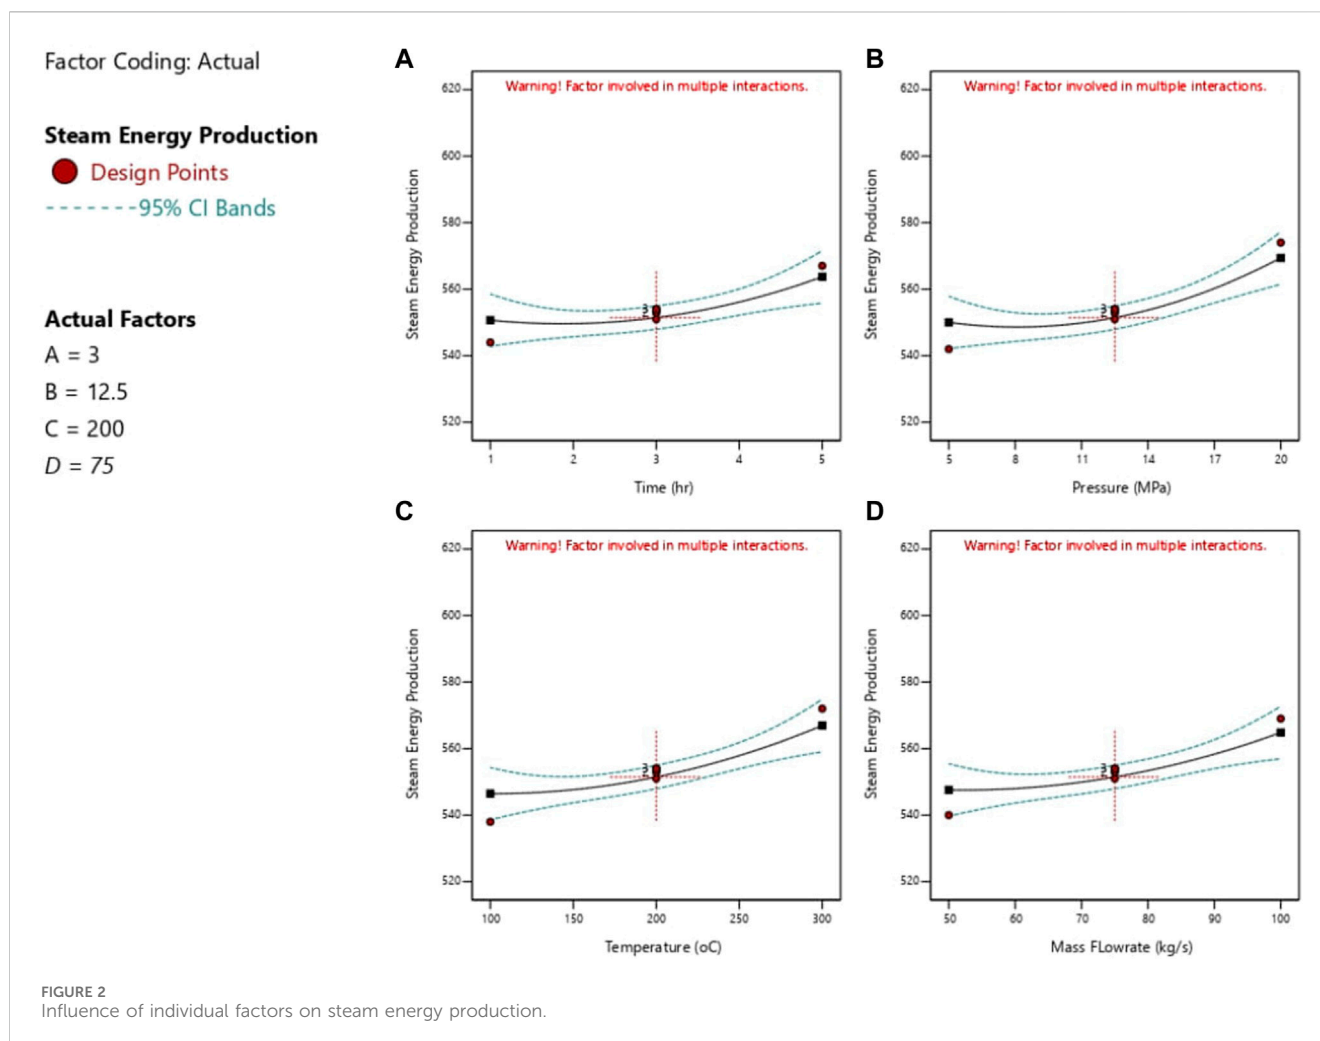 Factor Coding: Actual
Steam Energy Production
Design Points
95% CI Bands
Actual Factors
A = 3
B = 12.5
C = 200
D = 75
A
Warning! Factor involved in multiple interactions.
620
600
580
560
540
520
Steam Energy Production
3
1
2
3
4
5
Time (hr)
B
Warning! Factor involved in multiple interactions.
620
600
580
560
540
520
Steam Energy Production
3
5
8
11
14
17
20
Pressure (MPa)
C
Warning! Factor involved in multiple interactions.
620
600
580
560
540
520
Steam Energy Production
3
100
150
200
250
300
Temperature (oC)
D
Warning! Factor involved in multiple interactions.
620
600
580
560
540
520
Steam Energy Production
3
50
60
70
80
90
100
Mass FLowrate (kg/s)
FIGURE 2
Influence of individual factors on steam energy production.